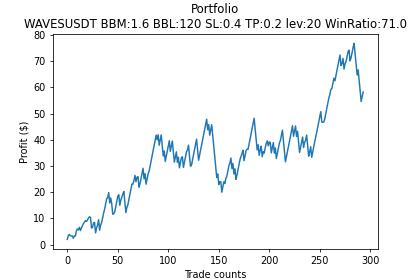 Portfolio
WAVESUSDT BBM:1.6 BBL:120 SL:0.4 TP:0.2 lev:20 WinRatio:71.0
80
70
60
50
40
30
20
10
0
Profit ($)
0 50 100 150 200 250 300
Trade counts